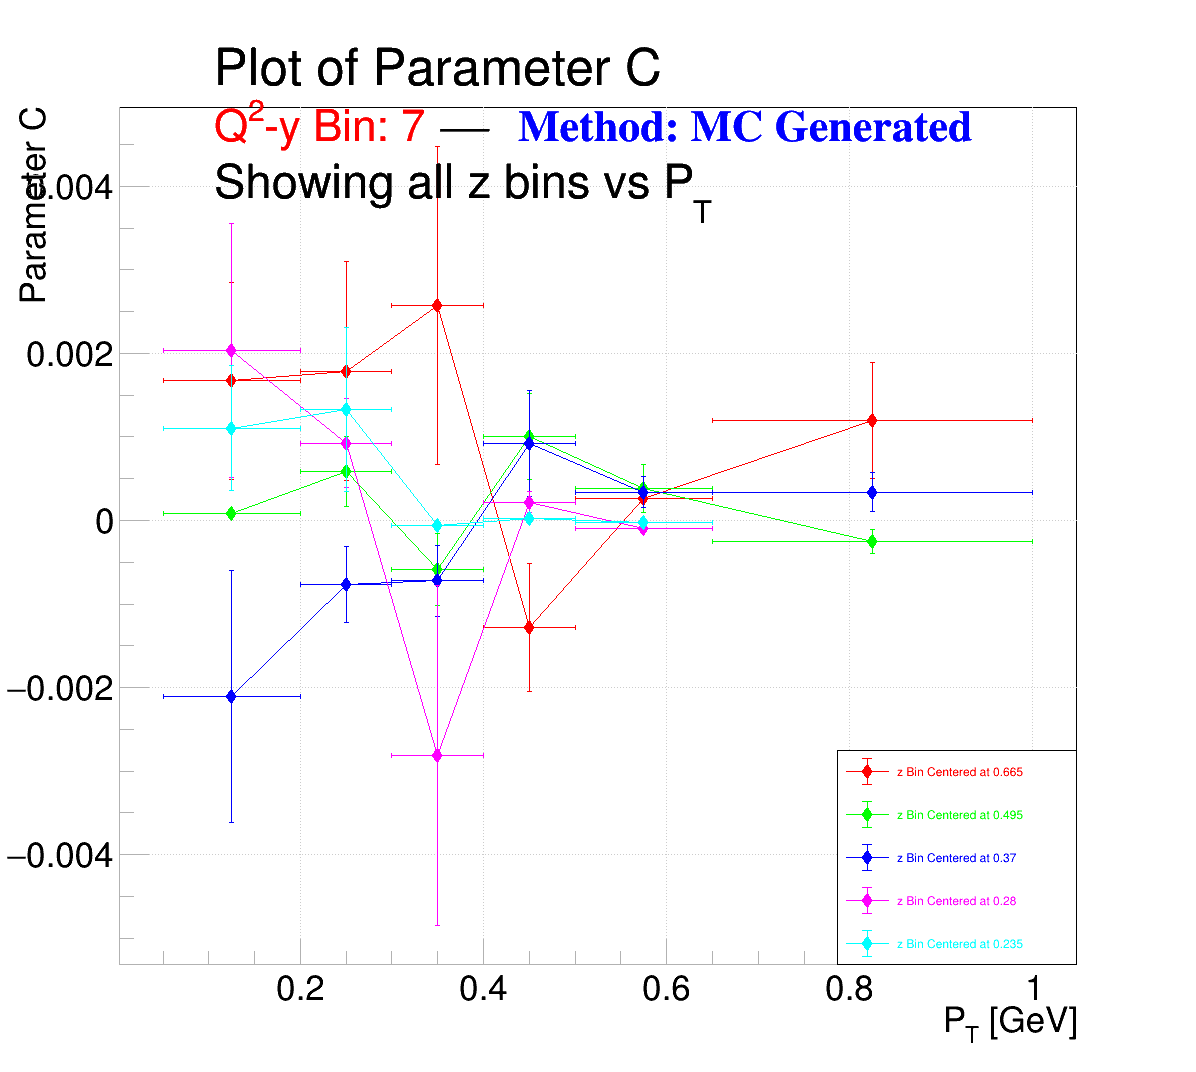 Plot of Parameter C
Q²-y Bin: 7 — Method: MC Generated
Showing all z bins vs P_T
Parameter C
0.004
0.002
0
−0.002
−0.004
z Bin Centered at 0.665
z Bin Centered at 0.495
z Bin Centered at 0.37
z Bin Centered at 0.28
z Bin Centered at 0.235
0.2 0.4 0.6 0.8 1
P_T [GeV]